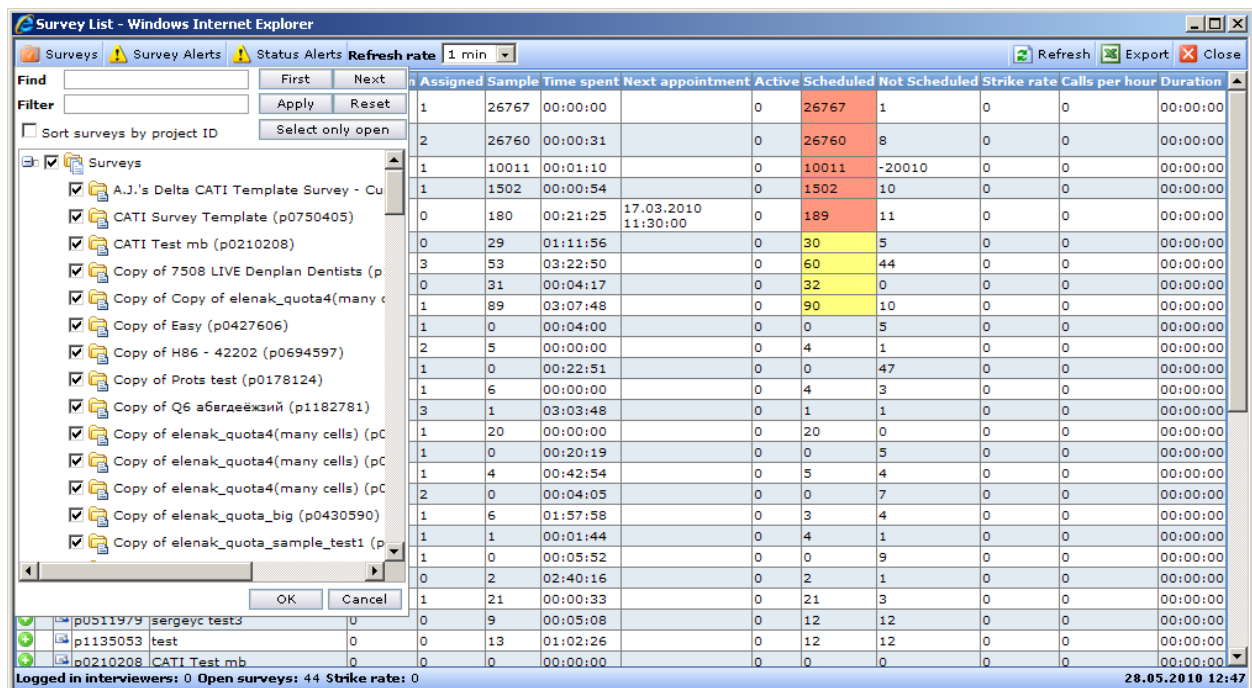 Survey List - Windows Internet Explorer
Surveys Survey Alerts Status Alerts Refresh rate 1 min Refresh Export Close
Find First Next
Filter Apply Reset
Sort surveys by project ID Select only open
Surveys
A.J.'s Delta CATI Template Survey - Cu
CATI Survey Template (p0750405)
CATI Test mb (p0210208)
Copy of 7508 LIVE Denplan Dentists (p
Copy of Copy of elenak_quota4(many c
Copy of Easy (p0427606)
Copy of H86 - 42202 (p0694597)
Copy of Prots test (p0178124)
Copy of Q6 абвгдеёжзий (p1182781)
Copy of elenak_quota4(many cells) (p0
Copy of elenak_quota4(many cells) (p0
Copy of elenak_quota4(many cells) (p0
Copy of elenak_quota_big (p0430590)
Copy of elenak_quota_sample_test1 (p
OK Cancel
n Assigned Sample Time spent Next appointment Active Scheduled Not Scheduled Strike rate Calls per hour Duration
1 26767 00:00:00 0 26767 1 0 0 00:00:00
2 26760 00:00:31 0 26760 8 0 0 00:00:00
1 10011 00:01:10 0 10011 -20010 0 0 00:00:00
1 1502 00:00:54 0 1502 10 0 0 00:00:00
0 180 00:21:25 17.03.2010 11:30:00 0 189 11 0 0 00:00:00
0 29 01:11:56 0 30 5 0 0 00:00:00
3 53 03:22:50 0 60 44 0 0 00:00:00
0 31 00:04:17 0 32 0 0 0 00:00:00
1 89 03:07:48 0 90 10 0 0 00:00:00
1 0 00:04:00 0 0 5 0 0 00:00:00
2 5 00:00:00 0 4 1 0 0 00:00:00
1 0 00:22:51 0 0 47 0 0 00:00:00
1 6 00:00:00 0 4 3 0 0 00:00:00
3 1 03:03:48 0 1 1 0 0 00:00:00
1 20 00:00:00 0 20 0 0 0 00:00:00
1 0 00:20:19 0 0 5 0 0 00:00:00
1 4 00:42:54 0 5 4 0 0 00:00:00
2 0 00:04:05 0 0 7 0 0 00:00:00
1 6 01:57:58 0 3 4 0 0 00:00:00
1 1 00:01:44 0 4 1 0 0 00:00:00
1 0 00:05:52 0 0 9 0 0 00:00:00
0 2 02:40:16 0 2 1 0 0 00:00:00
1 21 00:00:33 0 21 3 0 0 00:00:00
p0511979 sergeyc test3 0 0 9 00:05:08 0 12 12 0 0 00:00:00
p1135053 test 0 0 13 01:02:26 0 12 12 0 0 00:00:00
p0210208 CATI Test mb 0 0 0 00:00:00 0 0 0 0 0 00:00:00
Logged in interviewers: 0 Open surveys: 44 Strike rate: 0 28.05.2010 12:47